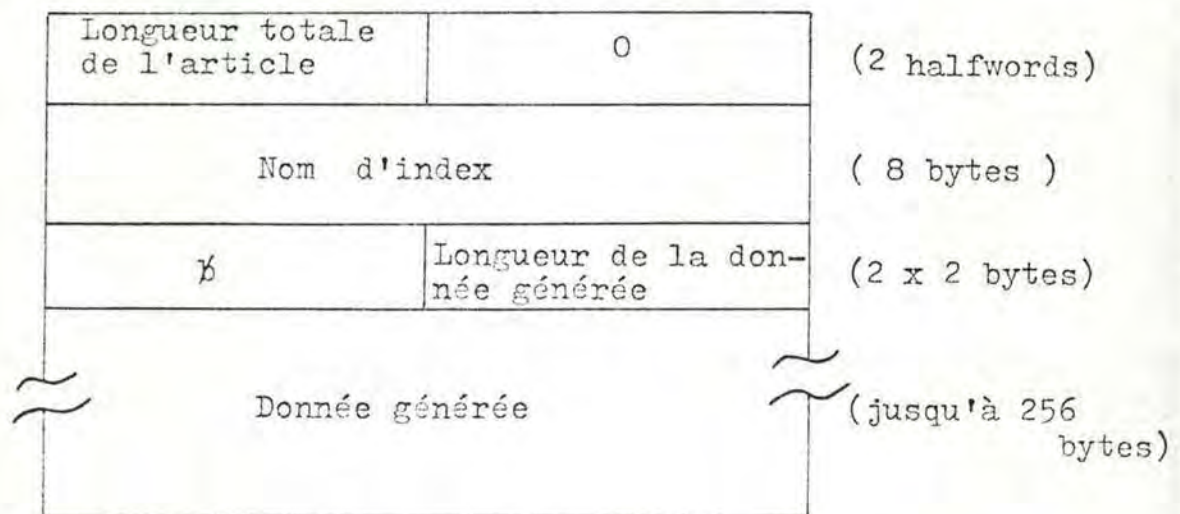 Longueur totale
de l'article
0
(2 halfwords)
Nom d'index
( 8 bytes )
ƀ
Longueur de la don-
née générée
(2 x 2 bytes)
Donnée générée
(jusqu'à 256
bytes)